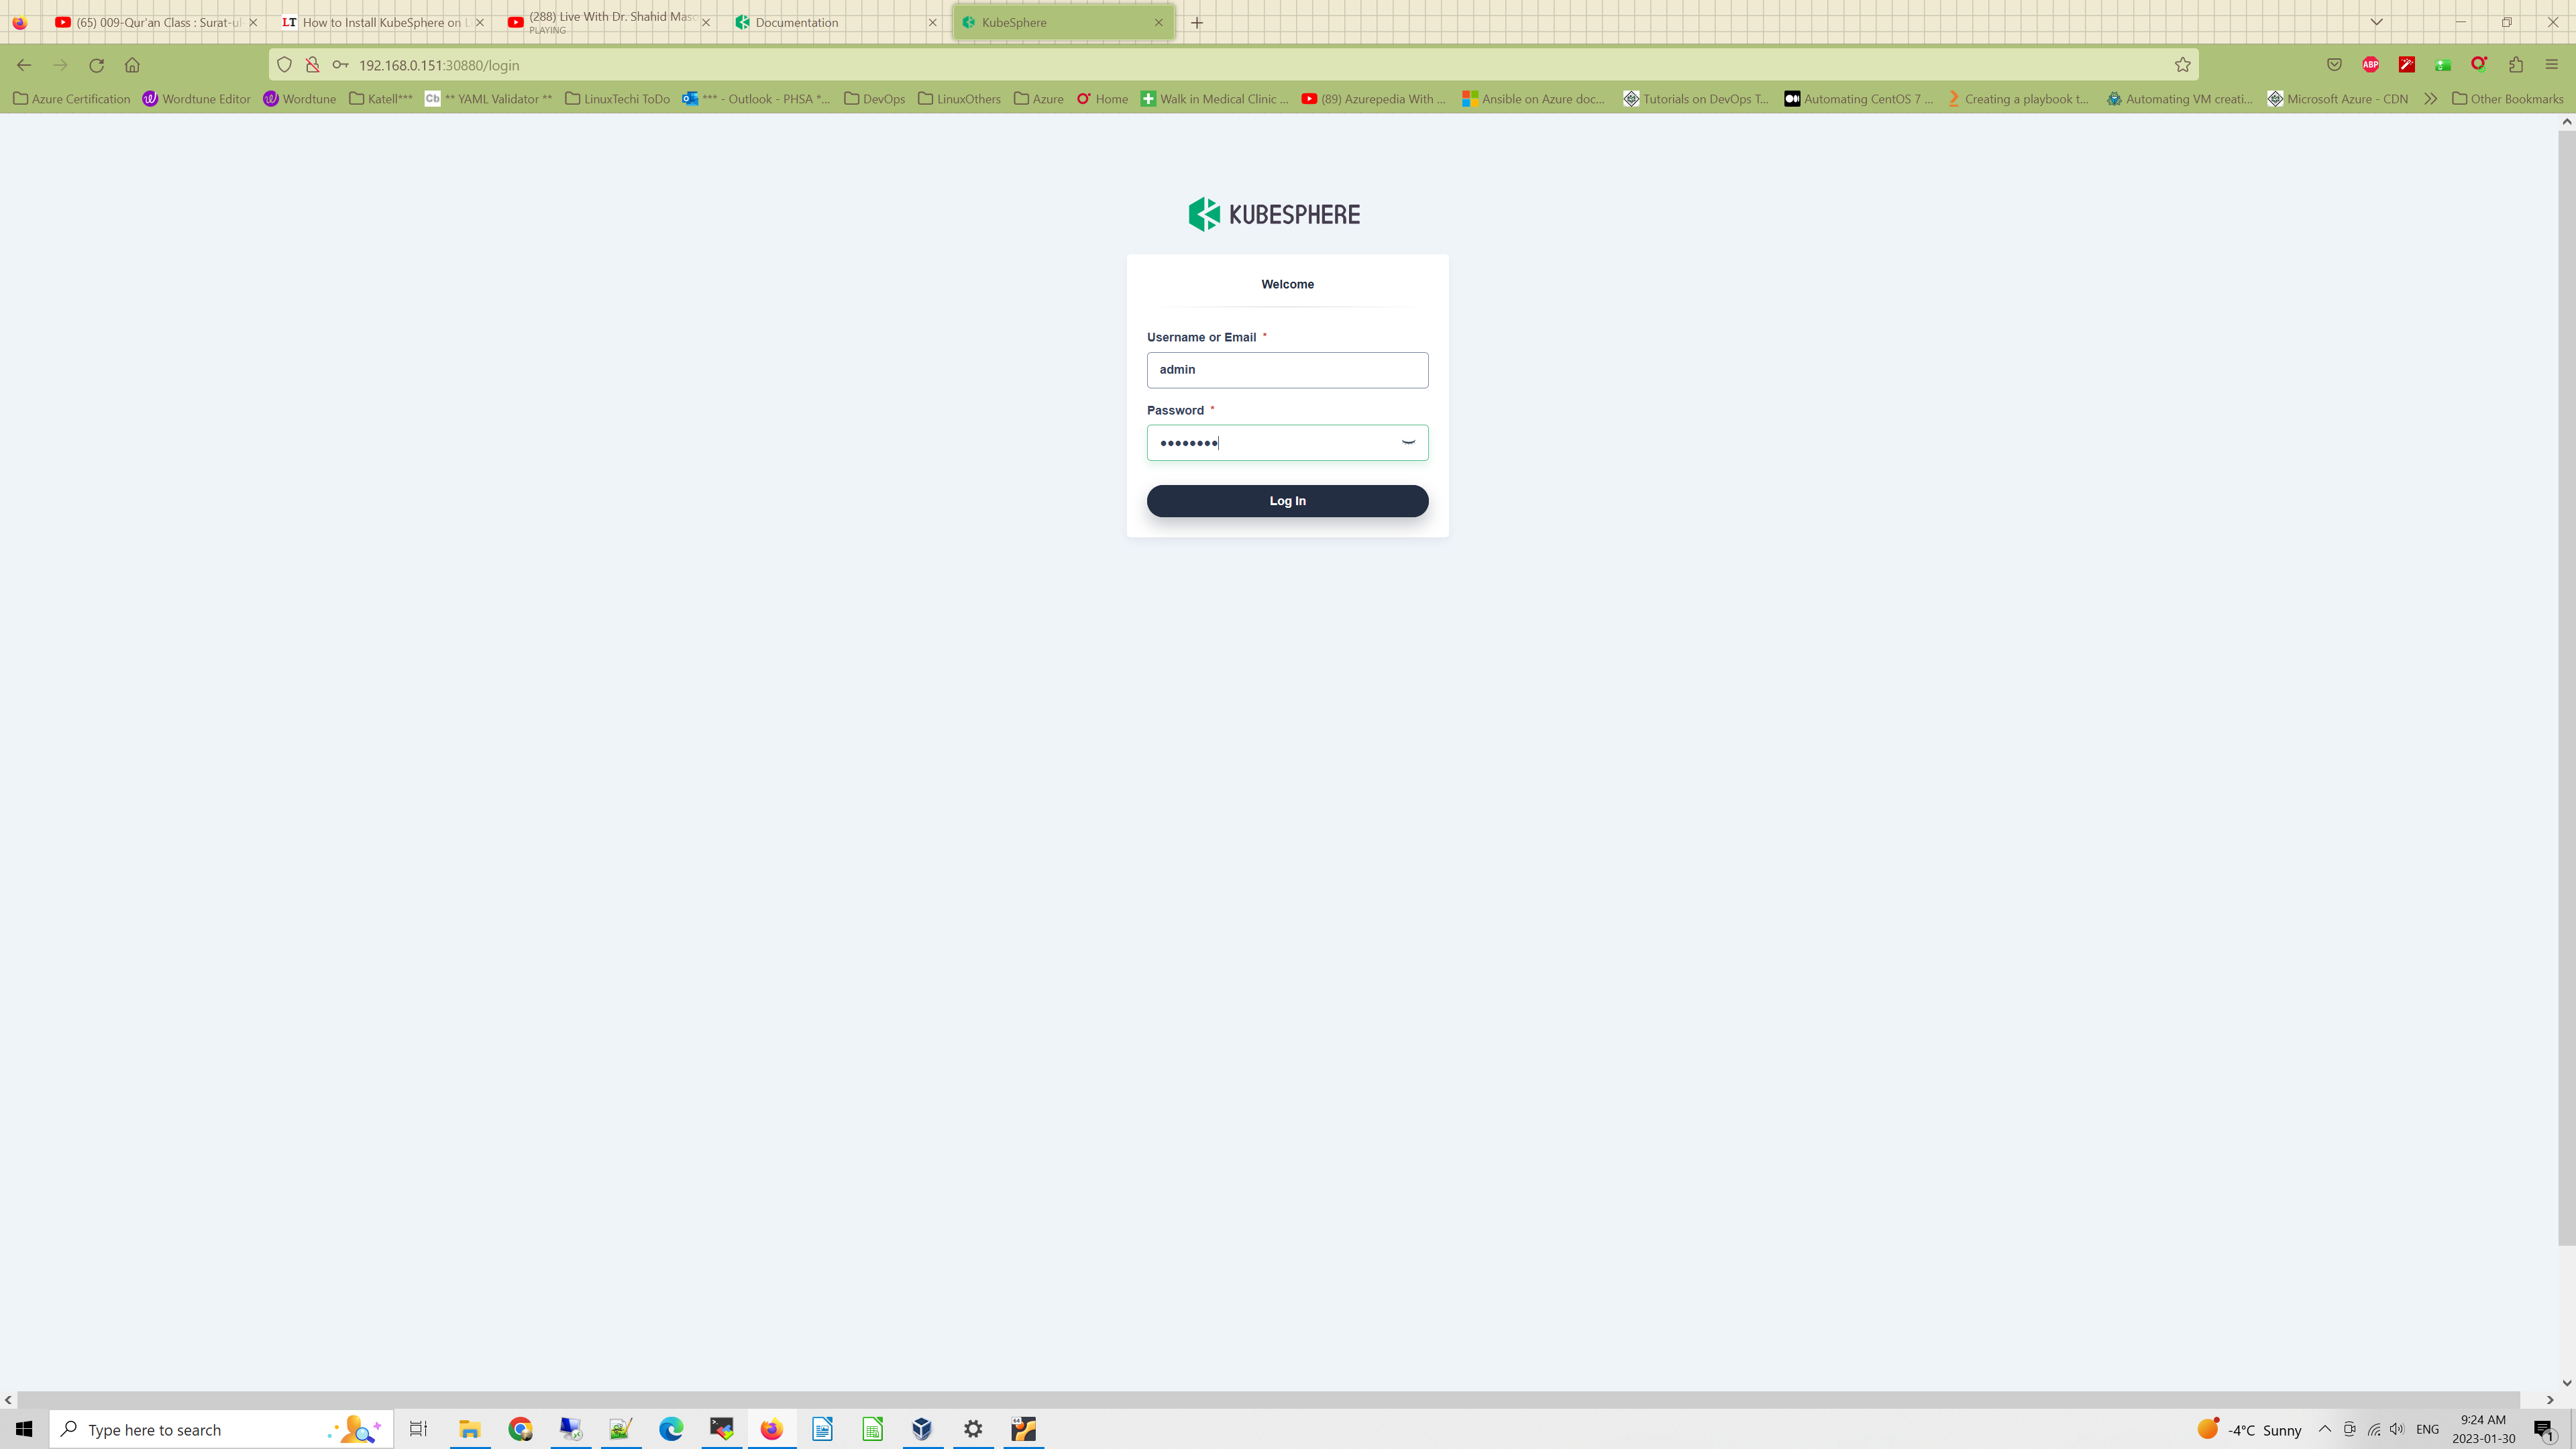 (65) 009-Qur'an Class : Surat-ul-
How to Install KubeSphere on L
(288) Live With Dr. Shahid Maso
PLAYING
Documentation
KubeSphere
192.168.0.151:30880/login
ABP
Azure Certification
Wordtune Editor
Wordtune
Katell***
Cb ** YAML Validator **
LinuxTechi ToDo
*** - Outlook - PHSA *...
DevOps
LinuxOthers
Azure
Home
Walk in Medical Clinic ...
(89) Azurepedia With ...
Ansible on Azure doc...
Tutorials on DevOps T...
Automating CentOS 7 ...
Creating a playbook t...
Automating VM creati...
Microsoft Azure - CDN
Other Bookmarks
KUBESPHERE
Welcome
Username or Email *
admin
Password *
Log In
Type here to search
-4°C Sunny
ENG
9:24 AM
2023-01-30
1